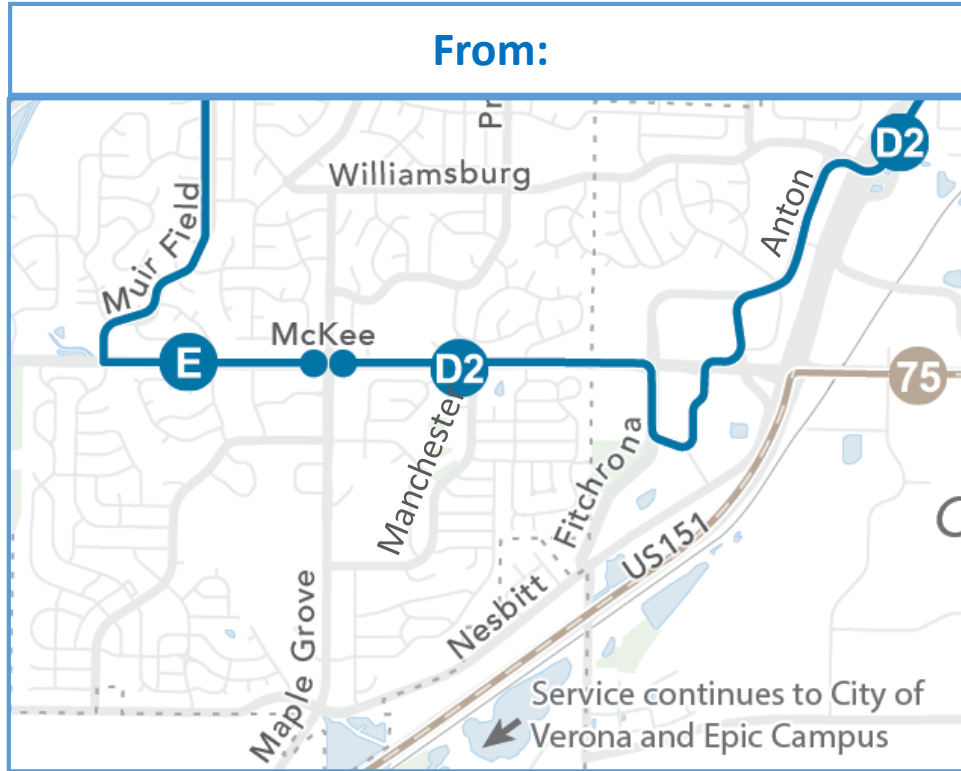 From:
Pr
D2
Williamsburg
Anton
Muir Field
McKee
E
D2
75
Manchester
Fitchrona
C
US151
Nesbitt
Maple Grove
Service continues to City of
Verona and Epic Campus